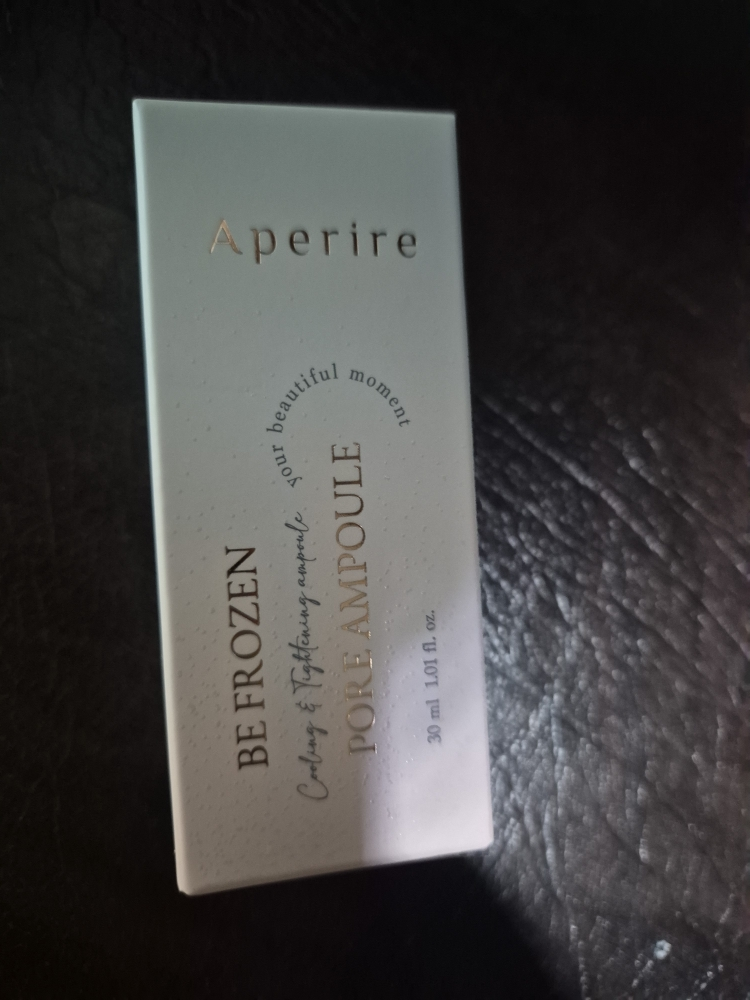 Aperire
your beautiful moment
BE FROZEN
Cooling & Tightening ampoule
PORE AMPOULE
30 ml 1.01 fl. oz.